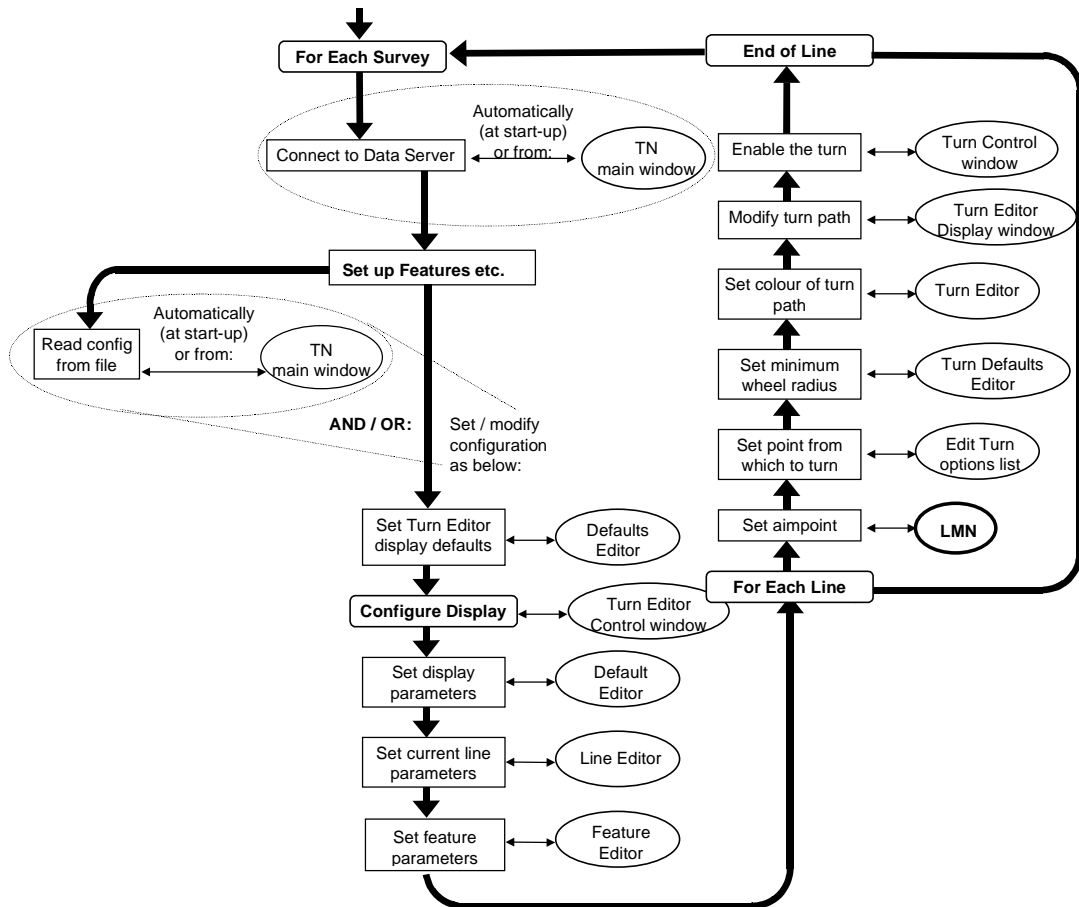 For Each Survey
End of Line
Automatically
(at start-up)
or from:
Connect to Data Server
TN
main window
Set up Features etc.
Automatically
(at start-up)
or from:
Read config
from file
TN
main window
AND / OR:
Set / modify
configuration
as below:
Set Turn Editor
display defaults
Defaults
Editor
Configure Display
Turn Editor
Control window
Set display
parameters
Default
Editor
Set current line
parameters
Line Editor
Set feature
parameters
Feature
Editor
Enable the turn
Turn Control
window
Modify turn path
Turn Editor
Display window
Set colour of turn
path
Turn Editor
Set minimum
wheel radius
Turn Defaults
Editor
Set point from
which to turn
Edit Turn
options list
Set aimpoint
LMN
For Each Line